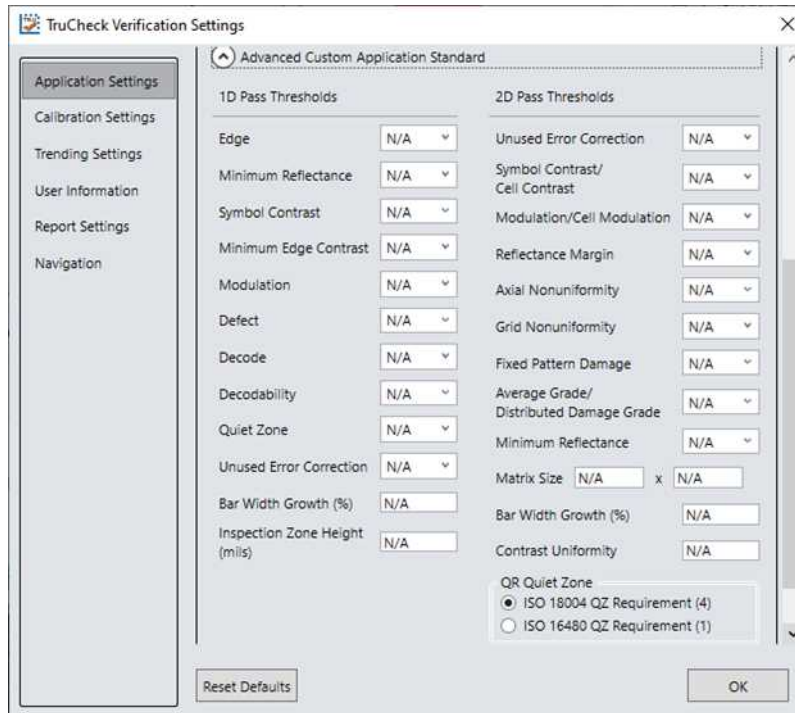 TruCheck Verification Settings
Application Settings
Calibration Settings
Trending Settings
User Information
Report Settings
Navigation
Advanced Custom Application Standard
1D Pass Thresholds
Edge N/A
Minimum Reflectance N/A
Symbol Contrast N/A
Minimum Edge Contrast N/A
Modulation N/A
Defect N/A
Decode N/A
Decodability N/A
Quiet Zone N/A
Unused Error Correction N/A
Bar Width Growth (%) N/A
Inspection Zone Height
(mils) N/A
2D Pass Thresholds
Unused Error Correction N/A
Symbol Contrast/
Cell Contrast N/A
Modulation/Cell Modulation N/A
Reflectance Margin N/A
Axial Nonuniformity N/A
Grid Nonuniformity N/A
Fixed Pattern Damage N/A
Average Grade/
Distributed Damage Grade N/A
Minimum Reflectance N/A
Matrix Size N/A x N/A
Bar Width Growth (%) N/A
Contrast Uniformity N/A
QR Quiet Zone
ISO 18004 QZ Requirement (4)
ISO 16480 QZ Requirement (1)
Reset Defaults
OK